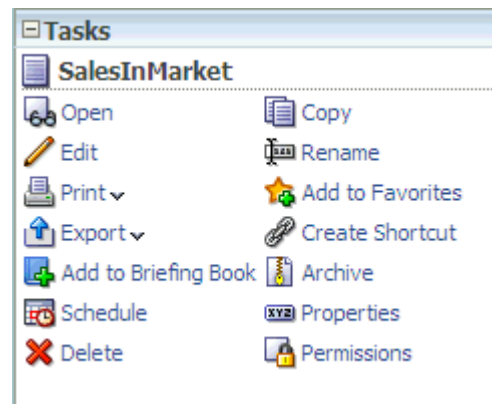 Tasks
SalesInMarket
Open Copy
Edit Rename
Print Add to Favorites
Export Create Shortcut
Add to Briefing Book Archive
Schedule XYZ Properties
Delete Permissions